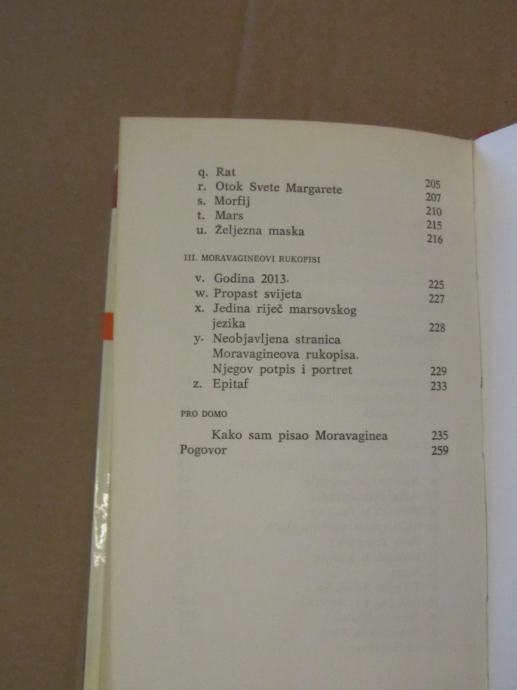 q. Rat 205
r. Otok Svete Margarete 207
s. Morfij 210
t. Mars 215
u. Željezna maska 216
III. MORAVAGINEOVI RUKOPISI
v. Godina 2013. 225
w. Propast svijeta 227
x. Jedina riječ marsovskog
jezika 228
y. Neobjavljena stranica
Moravagineova rukopisa.
Njegov potpis i portret 229
z. Epitaf 233
PRO DOMO
Kako sam pisao Moravaginea 235
Pogovor 259